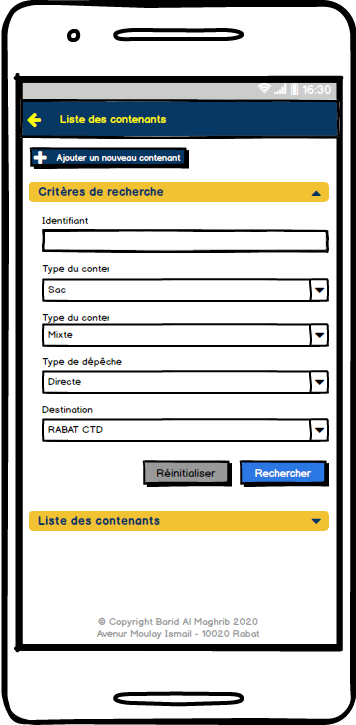 16:30
Liste des contenants
Ajouter un nouveau contenant
Critères de recherche
Identifiant
Type du conter
Sac
Type du conter
Mixte
Type de dépêche
Directe
Destination
RABAT CTD
Réinitialiser Rechercher
Liste des contenants
© Copyright Barid Al Maghrib 2020
Avenur Moulay Ismail - 10020 Rabat